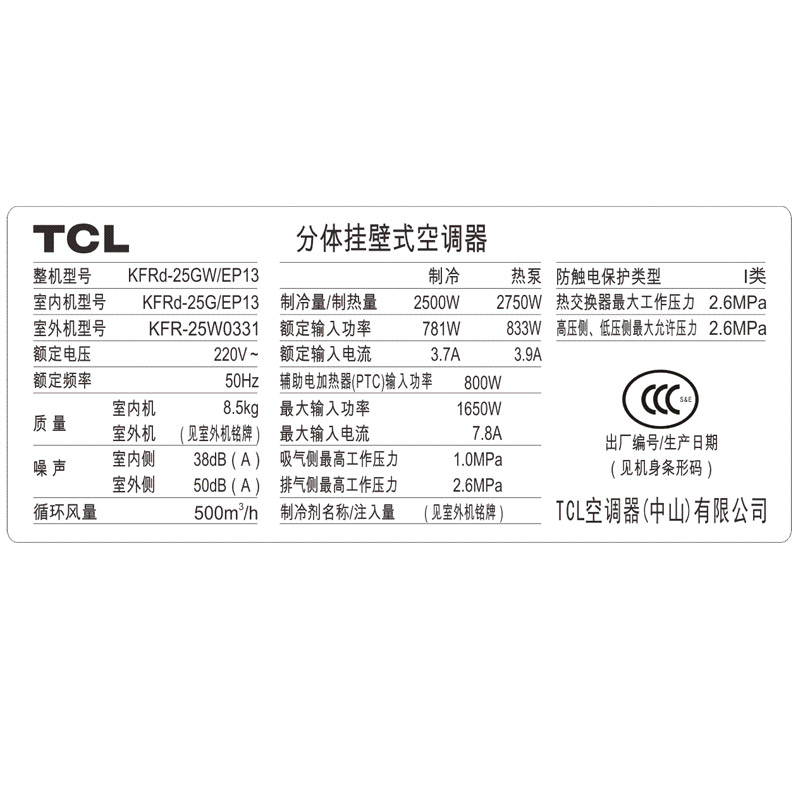 TCL
分体挂壁式空调器
整机型号 KFRd-25GW/EP13
室内机型号 KFRd-25G/EP13
室外机型号 KFR-25W0331
额定电压 220V~
额定频率 50Hz
质量
室内机 8.5kg
室外机 (见室外机铭牌)
噪声
室内侧 38dB(A)
室外侧 50dB(A)
循环风量 500m³/h
制冷 热泵
制冷量/制热量 2500W 2750W
额定输入功率 781W 833W
额定输入电流 3.7A 3.9A
辅助电加热器(PTC)输入功率 800W
最大输入功率 1650W
最大输入电流 7.8A
吸气侧最高工作压力 1.0MPa
排气侧最高工作压力 2.6MPa
制冷剂名称/注入量 (见室外机铭牌)
防触电保护类型 I类
热交换器最大工作压力 2.6MPa
高压侧、低压侧最大允许压力 2.6MPa
CCC S&E
出厂编号/生产日期
(见机身条形码)
TCL空调器(中山)有限公司